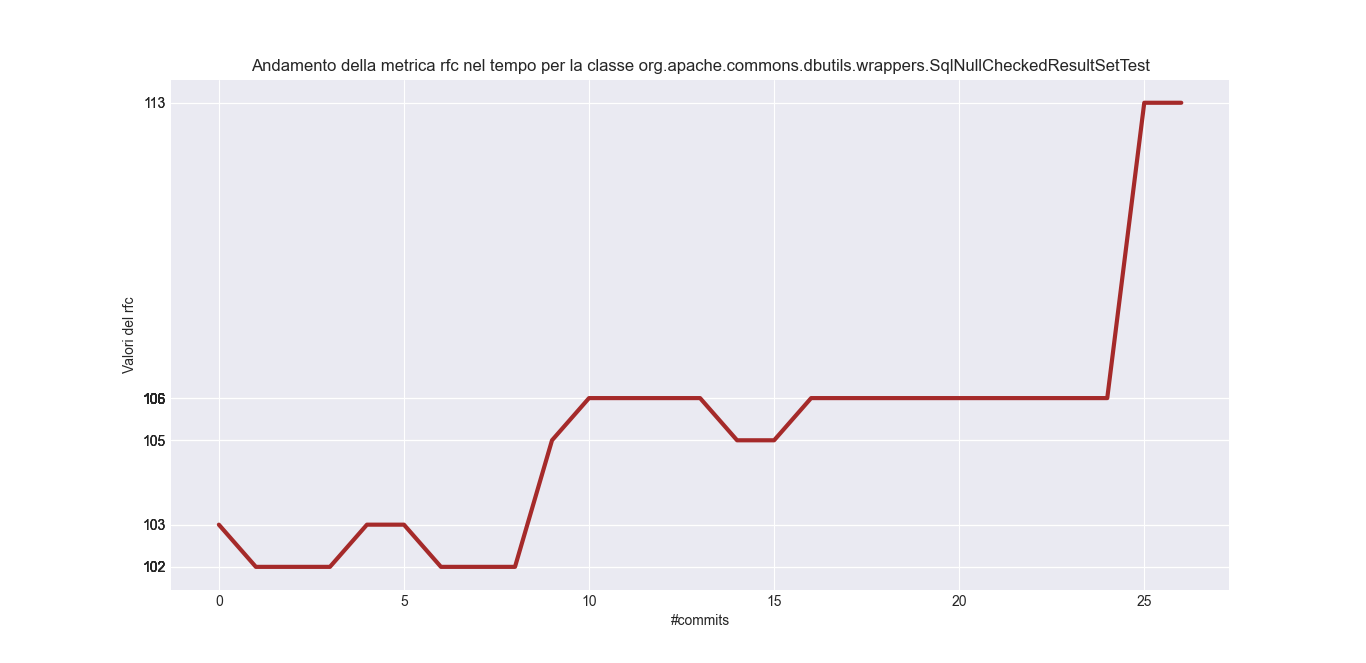 Andamento della metrica rfc nel tempo per la classe org.apache.commons.dbutils.wrappers.SqlNullCheckedResultSetTest
113
106
105
103
102
Valori del rfc
0 5 10 15 20 25
#commits